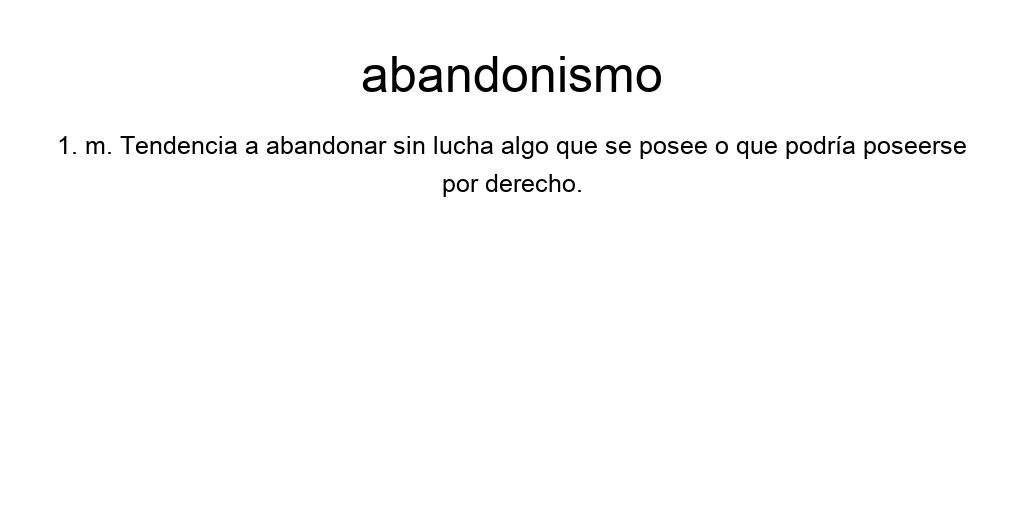 abandonismo
1. m. Tendencia a abandonar sin lucha algo que se posee o que podría poseerse
por derecho.